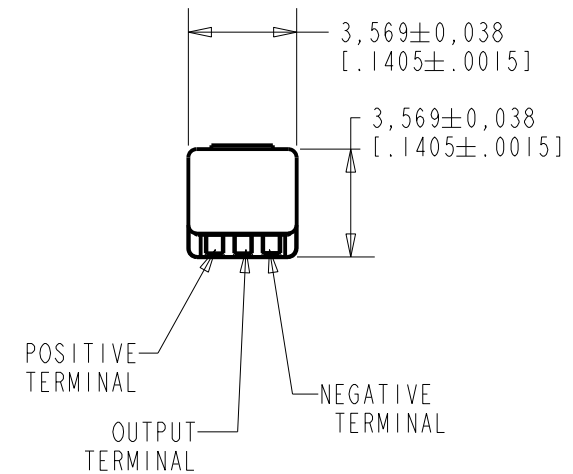 3,569±0,038
[.1405±.0015]
3,569±0,038
[.1405±.0015]
POSITIVE
TERMINAL
NEGATIVE
TERMINAL
OUTPUT
TERMINAL